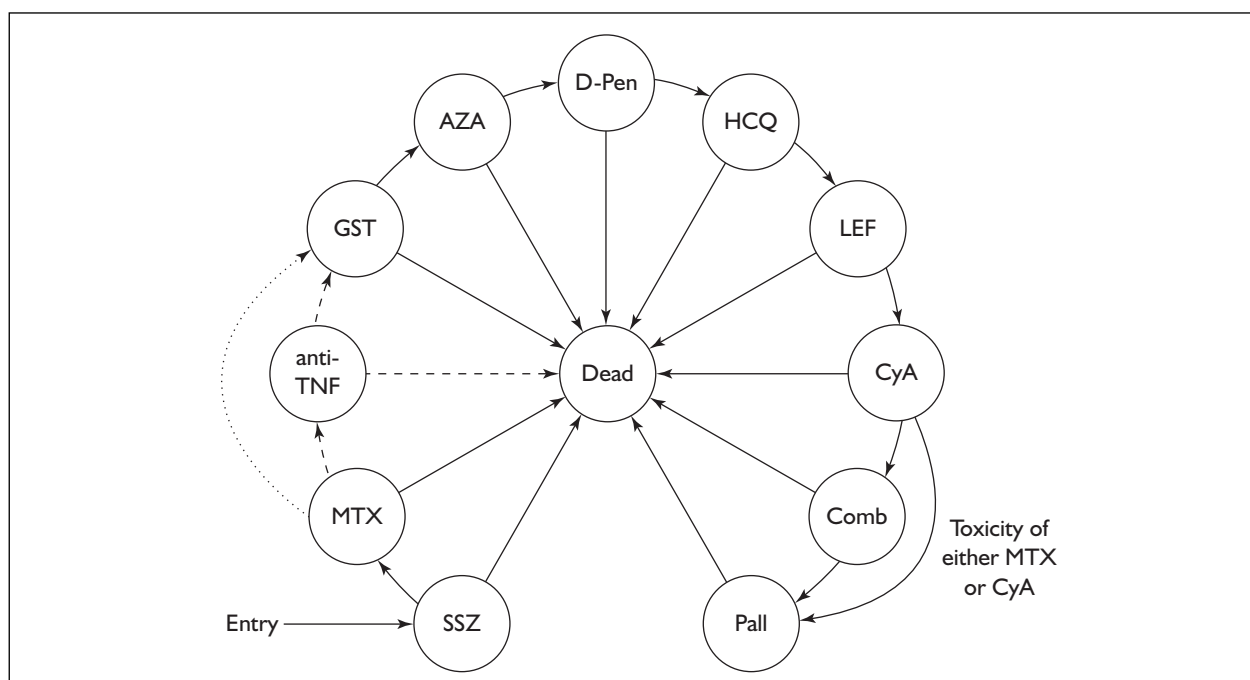 D-Pen
AZA
HCQ
GST
LEF
anti-
TNF
Dead
CyA
MTX
Comb
Toxicity of
either MTX
or CyA
Entry
SSZ
Pall